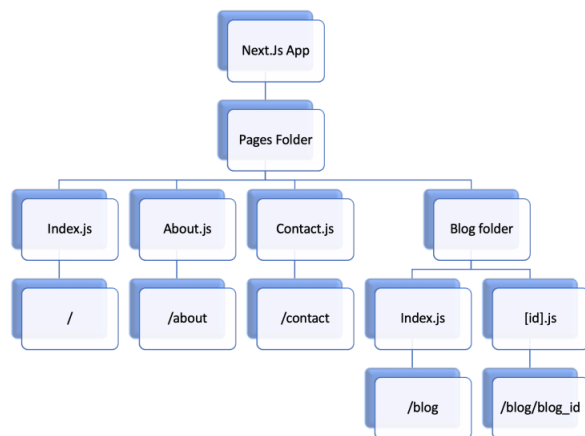 Next.Js App
Pages Folder
Index.js
About.js
Contact.js
Blog folder
/
/about
/contact
Index.js
[id].js
/blog
/blog/blog_id